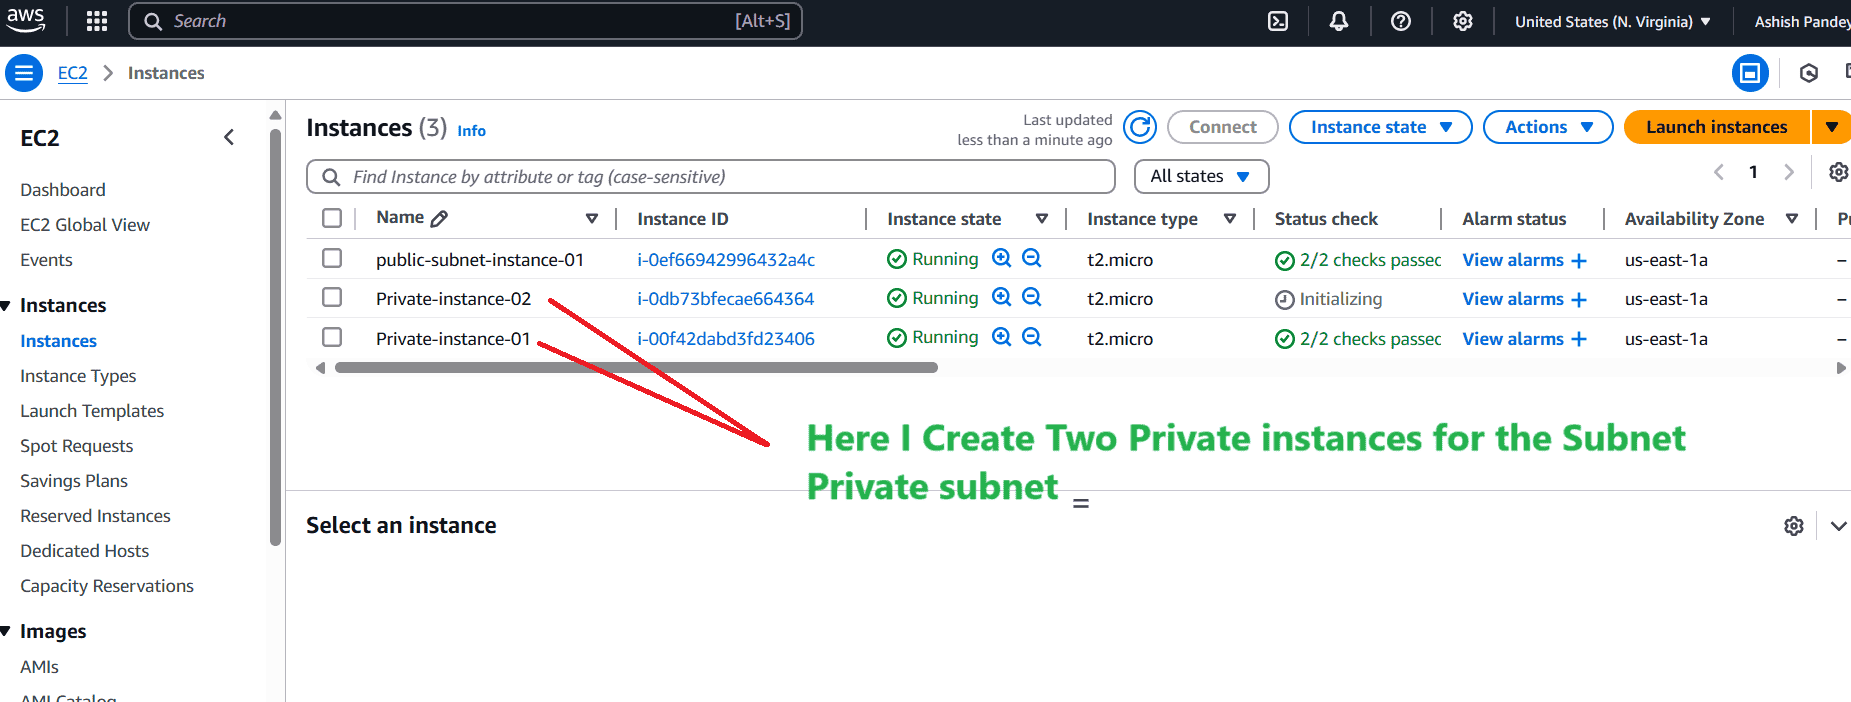 aws
Search [Alt+S]
United States (N. Virginia)
Ashish Pandey
EC2 > Instances
EC2
Dashboard
EC2 Global View
Events
Instances
Instances
Instance Types
Launch Templates
Spot Requests
Savings Plans
Reserved Instances
Dedicated Hosts
Capacity Reservations
Images
AMIs
AMI Catalog
Instances (3) Info
Last updated
less than a minute ago
Connect
Instance state
Actions
Launch instances
Find Instance by attribute or tag (case-sensitive)
All states
1
Name Instance ID Instance state Instance type Status check Alarm status Availability Zone
public-subnet-instance-01 i-0ef66942996432a4c Running t2.micro 2/2 checks passed View alarms + us-east-1a –
Private-instance-02 i-0db73bfecae664364 Running t2.micro Initializing View alarms + us-east-1a –
Private-instance-01 i-00f42dabd3fd23406 Running t2.micro 2/2 checks passed View alarms + us-east-1a –
Here I Create Two Private instances for the Subnet
Private subnet
Select an instance